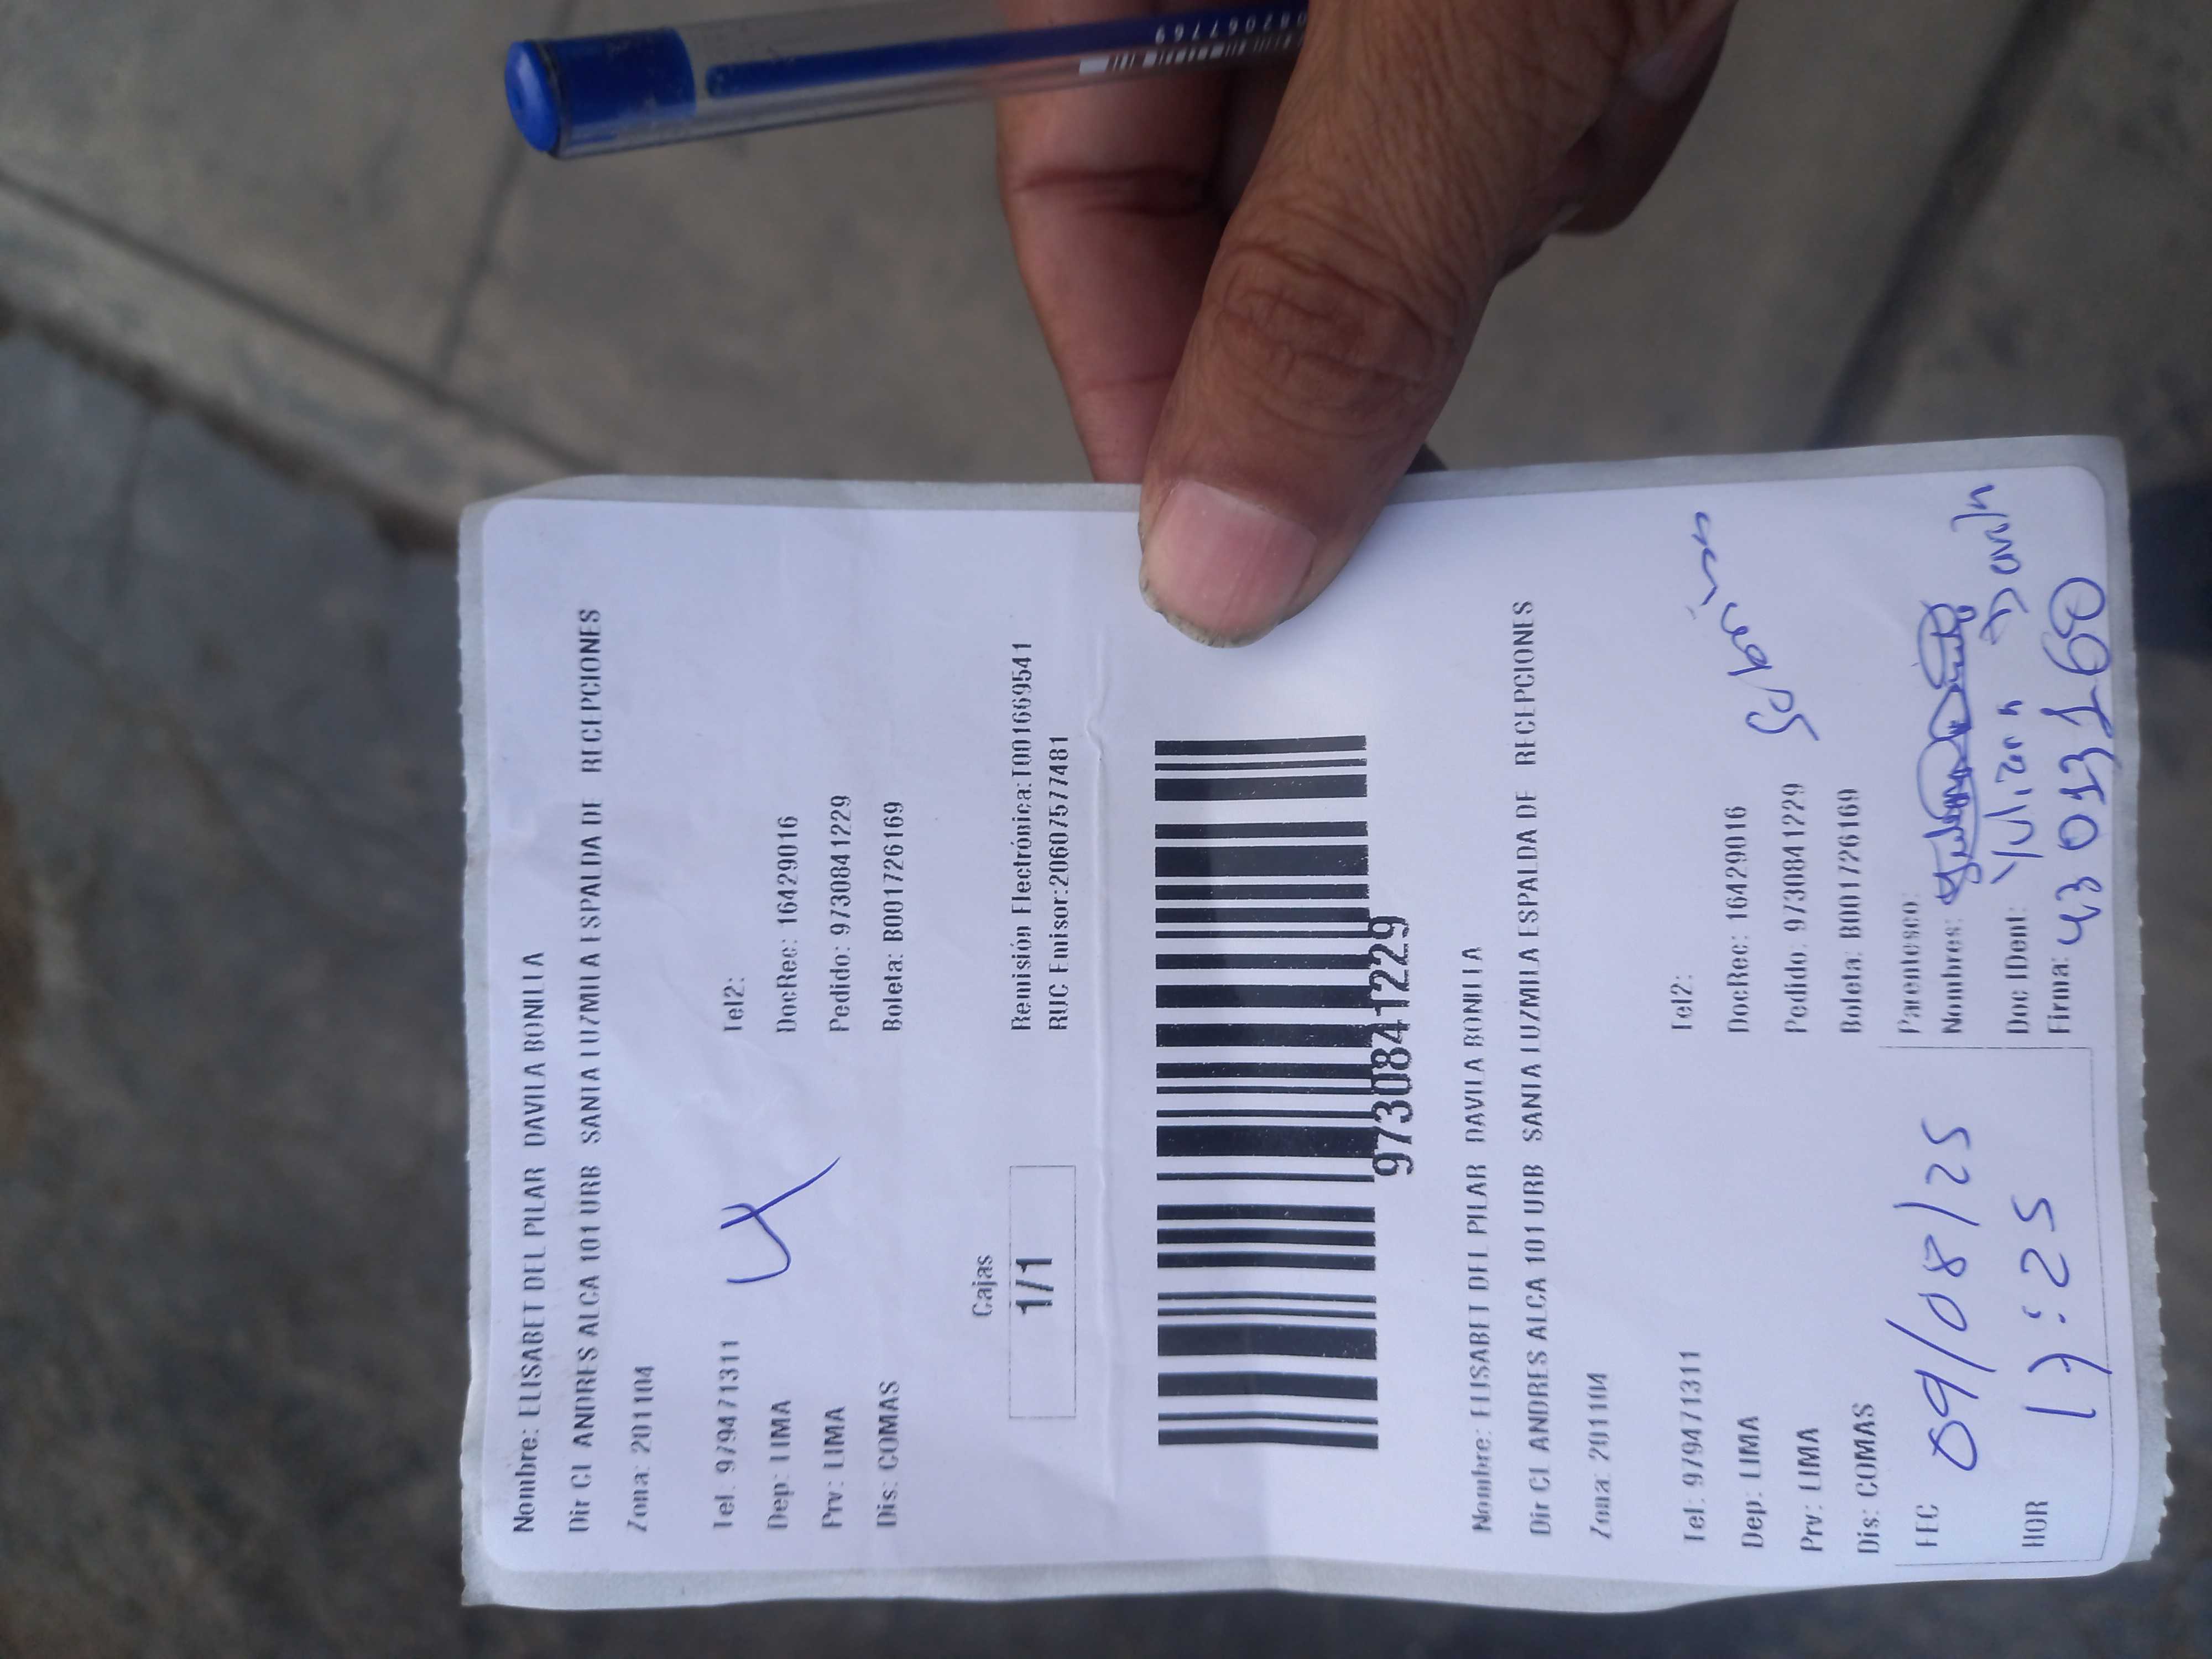 082067769
Nombre: ELISABET DEL PILAR DAVILA BONILLA
Dir CL ANDRES ALCA 101 URB SANTA LUZMILA ESPALDA DE RECEPCIONES
Zona: 201104
Tel: 979471311 Tel2:
Dep: LIMA DocRec: 16429016
Prv: LIMA Pedido: 9730841229
Dis: COMAS Boleta: B001726169
Cajas
1/1
Remisión Electrónica:T001669541
RUC Emisor:20607577481
9730841229
Nombre: ELISABET DEL PILAR DAVILA BONILLA
Dir CL ANDRES ALCA 101 URB SANTA LUZMILA ESPALDA DE RECEPCIONES
Zona: 201104
Tel: 979471311 Tel2:
Dep: LIMA DocRec: 16429016
Prv: LIMA Pedido: 9730841229
Dis: COMAS Boleta: B001726169
FEC 09/08/25
HOR 17:25
Parentesco:
Nombres:
Yuliana Davila
Doc IDent:
Firma: 43013160